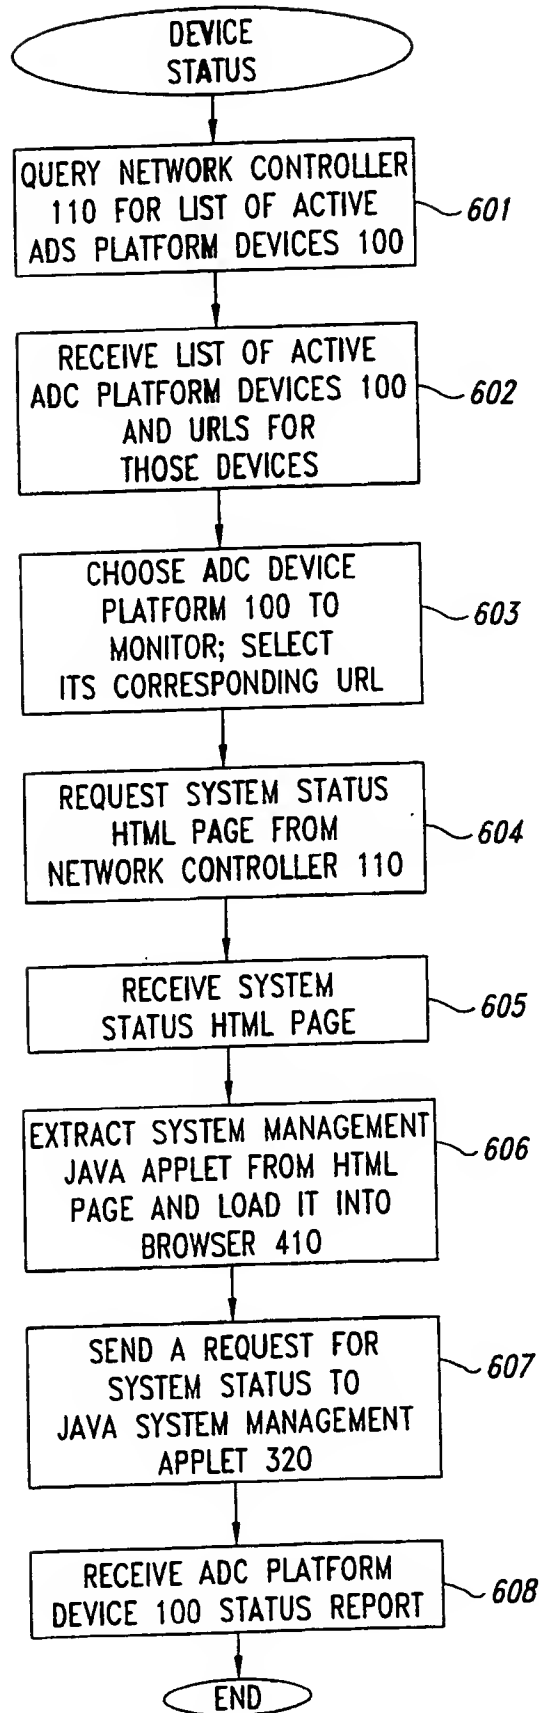 DEVICE
STATUS
QUERY NETWORK CONTROLLER
110 FOR LIST OF ACTIVE
ADS PLATFORM DEVICES 100
601
RECEIVE LIST OF ACTIVE
ADC PLATFORM DEVICES 100
AND URLS FOR
THOSE DEVICES
602
CHOOSE ADC DEVICE
PLATFORM 100 TO
MONITOR; SELECT
ITS CORRESPONDING URL
603
REQUEST SYSTEM STATUS
HTML PAGE FROM
NETWORK CONTROLLER 110
604
RECEIVE SYSTEM
STATUS HTML PAGE
605
EXTRACT SYSTEM MANAGEMENT
JAVA APPLET FROM HTML
PAGE AND LOAD IT INTO
BROWSER 410
606
SEND A REQUEST FOR
SYSTEM STATUS TO
JAVA SYSTEM MANAGEMENT
APPLET 320
607
RECEIVE ADC PLATFORM
DEVICE 100 STATUS REPORT
608
END